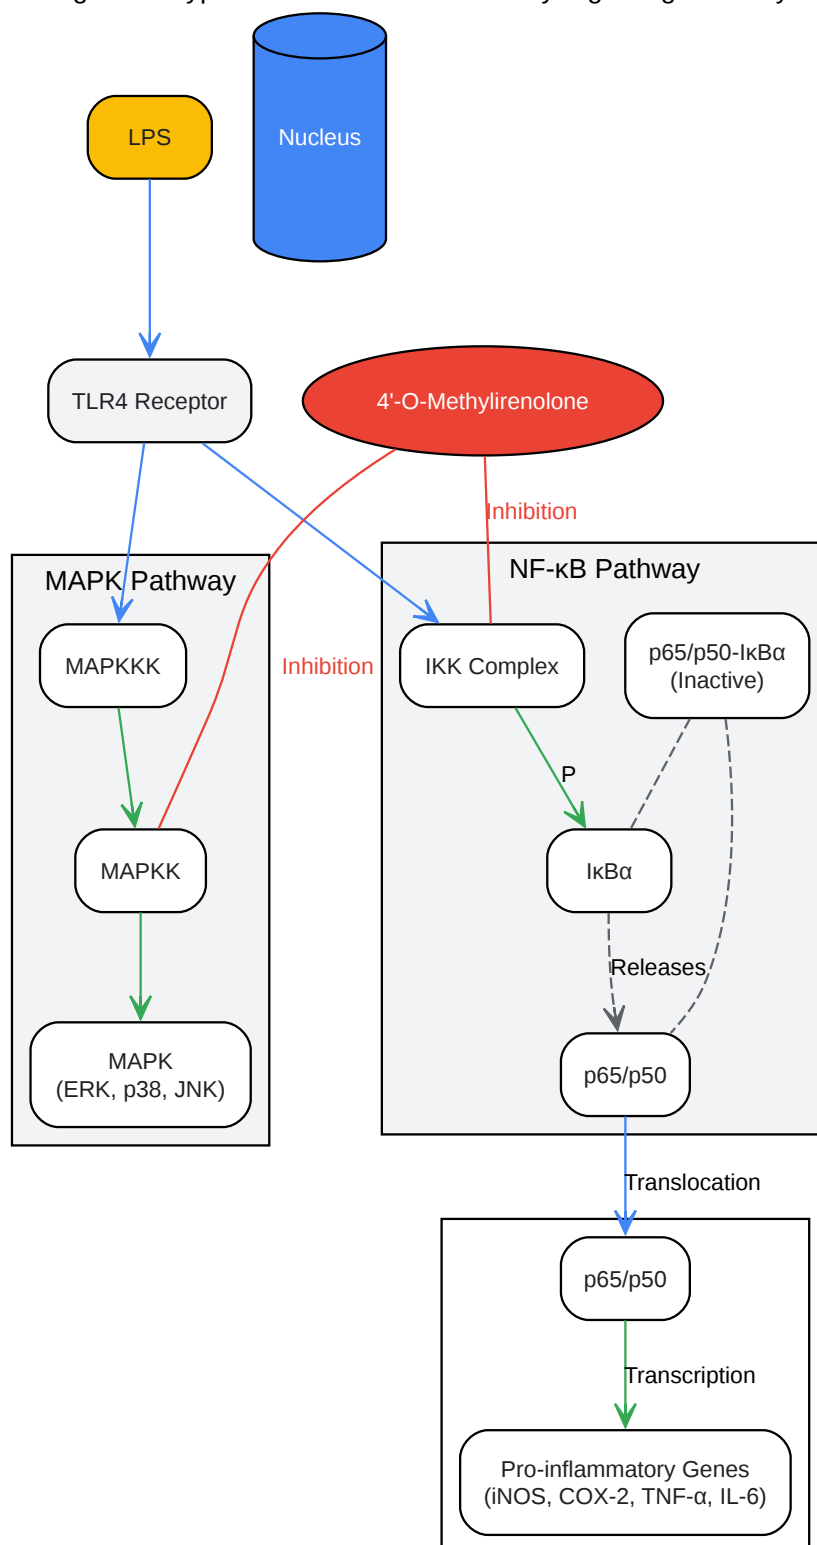 LPS
Nucleus
TLR4 Receptor
4'-O-Methylirenolone
Inhibition
MAPK Pathway
NF-κB Pathway
MAPKKK
Inhibition
IKK Complex
p65/p50-IκBα
(Inactive)
P
MAPKK
IκBα
Releases
MAPK
(ERK, p38, JNK)
p65/p50
Translocation
p65/p50
Transcription
Pro-inflammatory Genes
(iNOS, COX-2, TNF-α, IL-6)